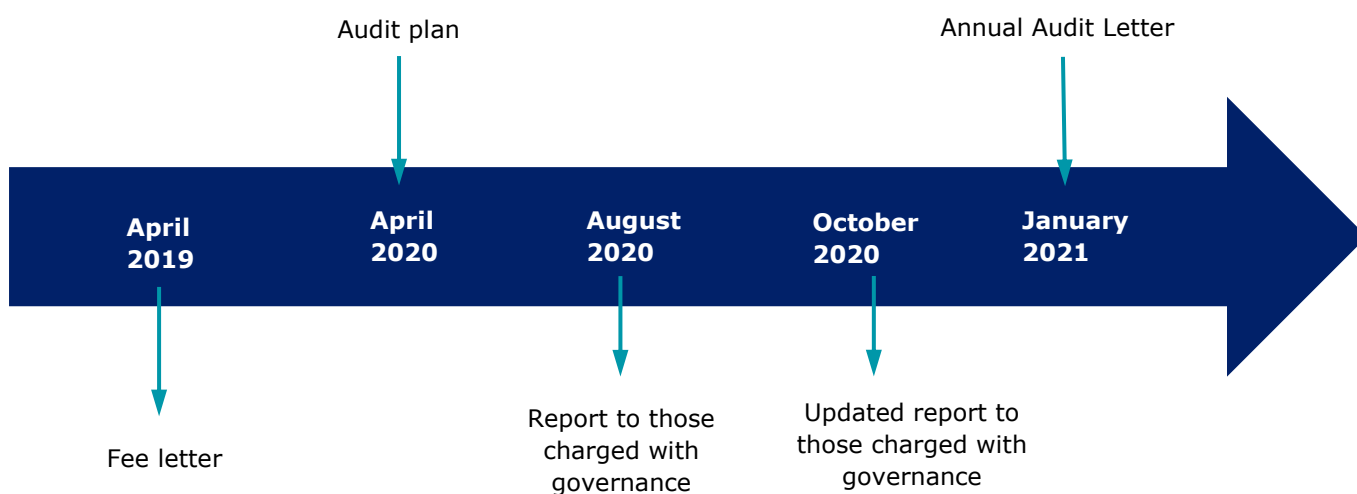 Audit plan
Annual Audit Letter
April
2019
April
2020
August
2020
October
2020
January
2021
Fee letter
Report to those
charged with
governance
Updated report to
those charged with
governance